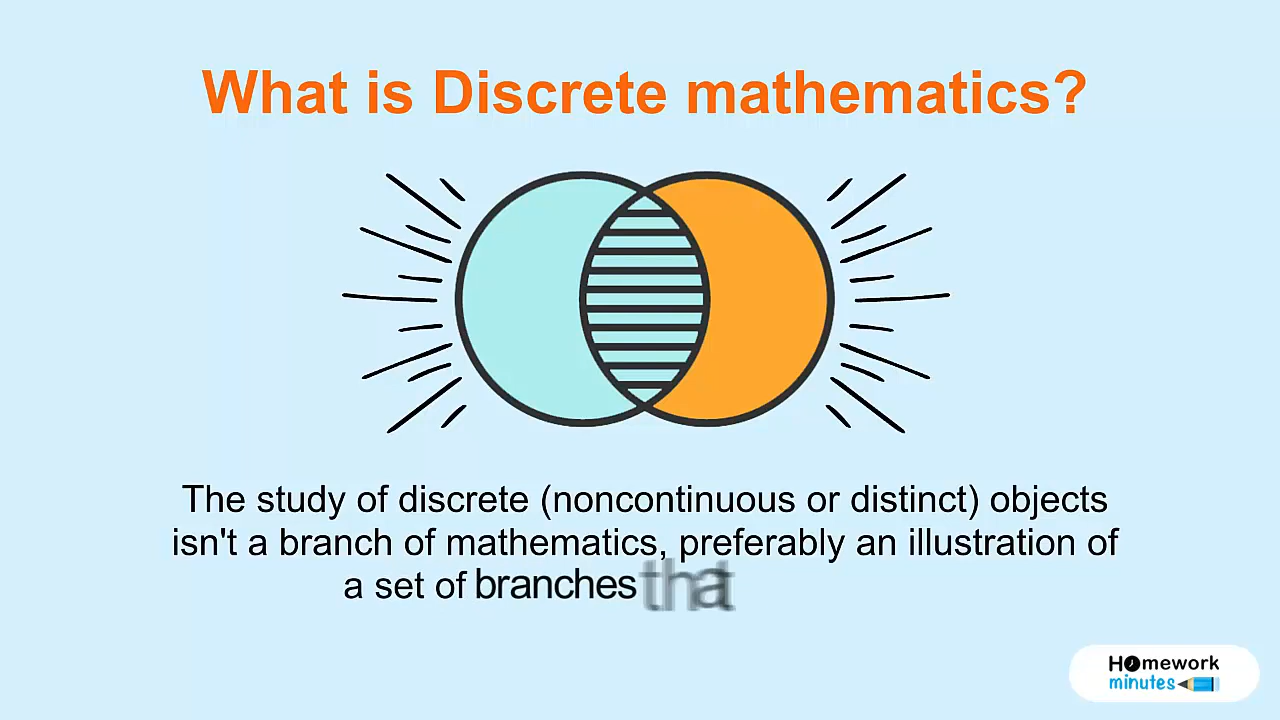 What is Discrete mathematics?
The study of discrete (noncontinuous or distinct) objects
isn't a branch of mathematics, preferably an illustration of
a set of branches that
Homework
minutes